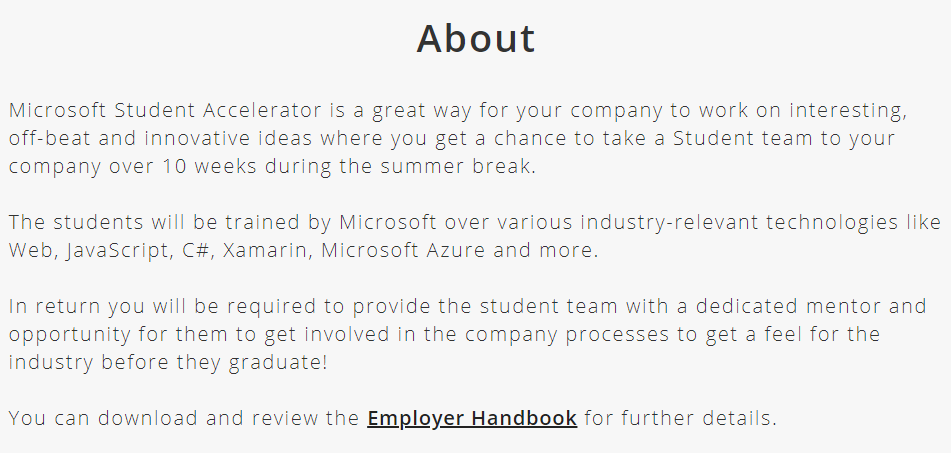 About
Microsoft Student Accelerator is a great way for your company to work on interesting,
off-beat and innovative ideas where you get a chance to take a Student team to your
company over 10 weeks during the summer break.
The students will be trained by Microsoft over various industry-relevant technologies like
Web, JavaScript, C#, Xamarin, Microsoft Azure and more.
In return you will be required to provide the student team with a dedicated mentor and
opportunity for them to get involved in the company processes to get a feel for the
industry before they graduate!
You can download and review the Employer Handbook for further details.